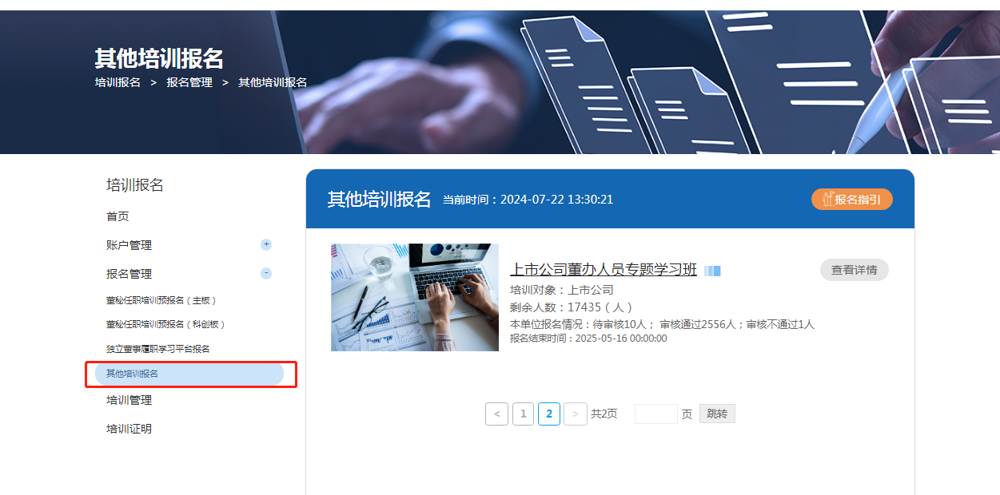 其他培训报名
培训报名 > 报名管理 > 其他培训报名
培训报名
首页
账户管理 +
报名管理 -
董秘任职培训预报名（主板）
董秘任职培训预报名（科创板）
独立董事履职学习平台报名
其他培训报名
培训管理
培训证明
其他培训报名 当前时间：2024-07-22 13:30:21
报名指引
上市公司董办人员专题学习班
查看详情
培训对象：上市公司
剩余人数：17435（人）
本单位报名情况：待审核10人； 审核通过2556人；审核不通过1人
报名结束时间：2025-05-16 00:00:00
< 1 2 > 共2页 页 跳转